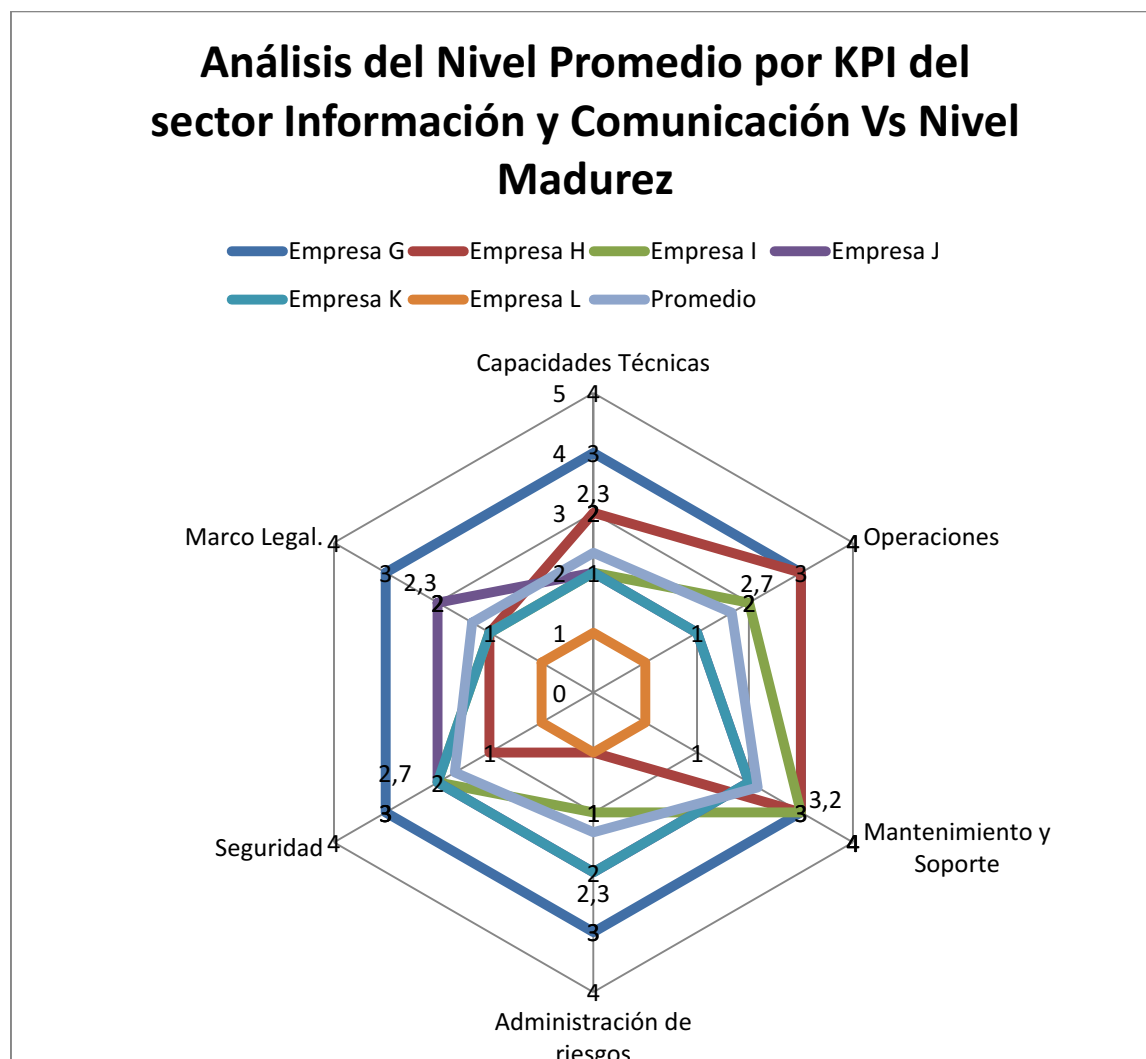 Análisis del Nivel Promedio por KPI del
sector Información y Comunicación Vs Nivel
Madurez
Empresa G Empresa H Empresa I Empresa J
Empresa K Empresa L Promedio
Capacidades Técnicas
5 4
4 3
2,3
3 2
2 1
1
0
4 Operaciones
3
2,7
2
1
1
3,2
3
Mantenimiento y
4
Soporte
1
2
2,3
3
4
Administración de
riesgos
1
2
2,7
3
Seguridad 4
Marco Legal. 4
3
2,3
2
1